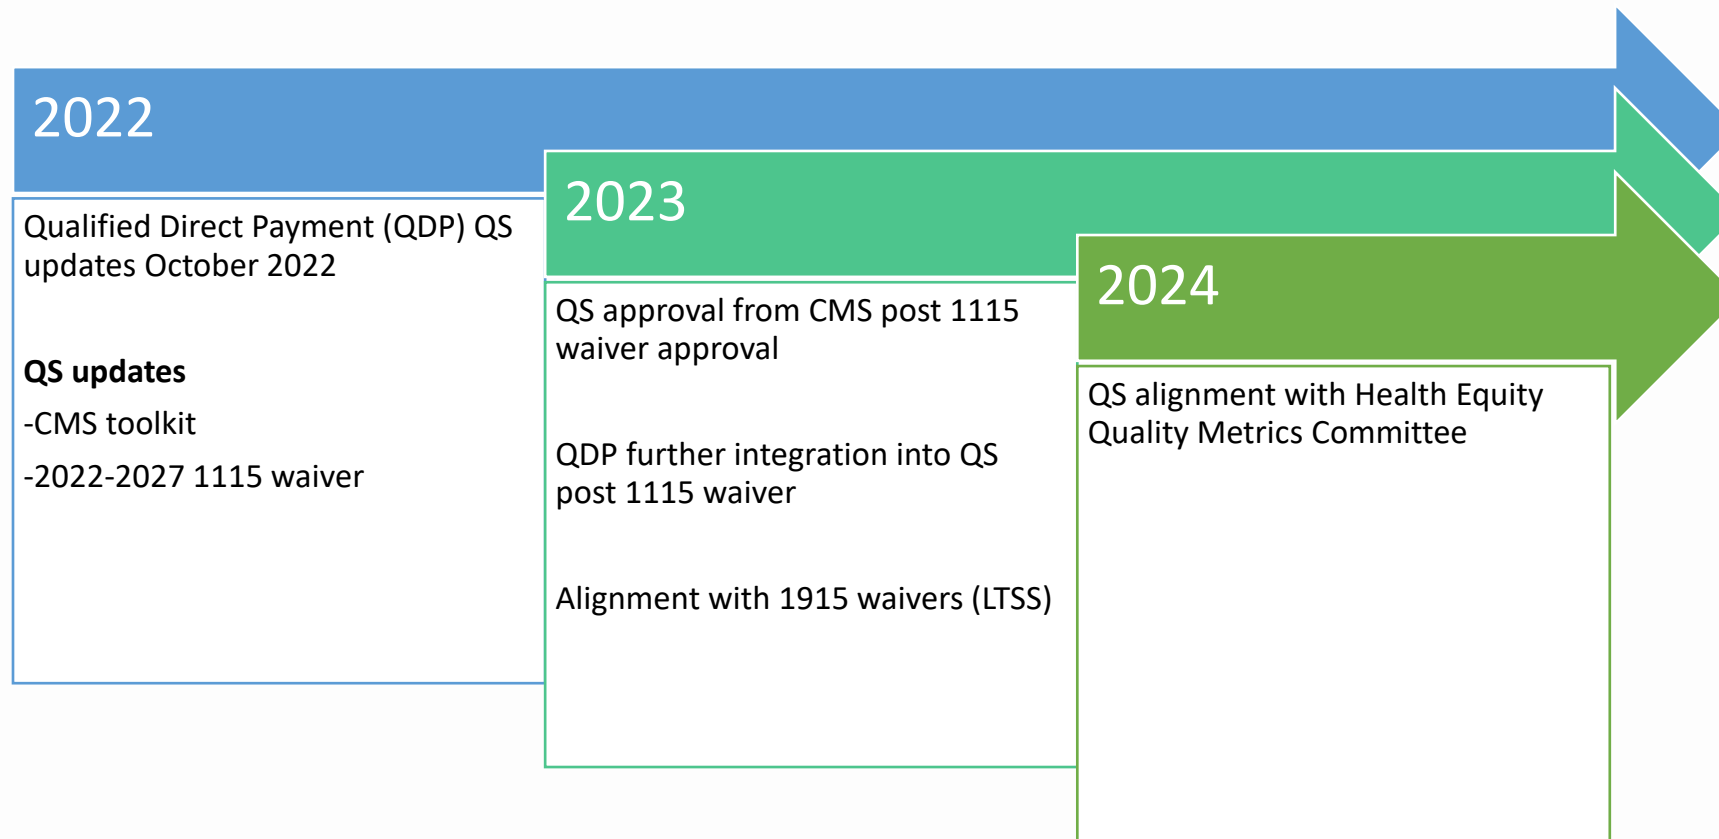 2022
Qualified Direct Payment (QDP) QS
updates October 2022
QS updates
-CMS toolkit
-2022-2027 1115 waiver
2023
QS approval from CMS post 1115
waiver approval
QDP further integration into QS
post 1115 waiver
Alignment with 1915 waivers (LTSS)
2024
QS alignment with Health Equity
Quality Metrics Committee